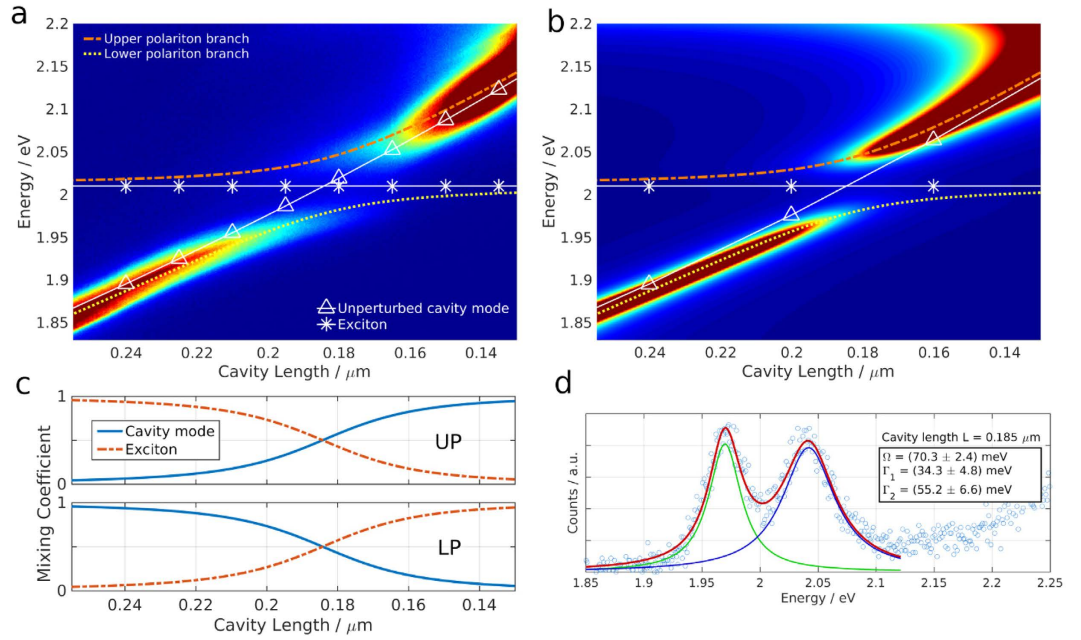 a
2.2
2.15
2.1
2.05
2
1.95
1.9
1.85
Energy / eV
Upper polariton branch
Lower polariton branch
Unperturbed cavity mode
Exciton
0.24 0.22 0.2 0.18 0.16 0.14
Cavity Length / μm
b
2.2
2.15
2.1
2.05
2
1.95
1.9
1.85
Energy / eV
0.24 0.22 0.2 0.18 0.16 0.14
Cavity Length / μm
c
1
0
Cavity mode
Exciton
UP
1
0
LP
Mixing Coefficient
0.24 0.22 0.2 0.18 0.16 0.14
Cavity Length / μm
d
Counts / a.u.
Cavity length L = 0.185 μm
Ω = (70.3 ± 2.4) meV
Γ₁ = (34.3 ± 4.8) meV
Γ₂ = (55.2 ± 6.6) meV
1.85 1.9 1.95 2 2.05 2.1 2.15 2.2 2.25
Energy / eV